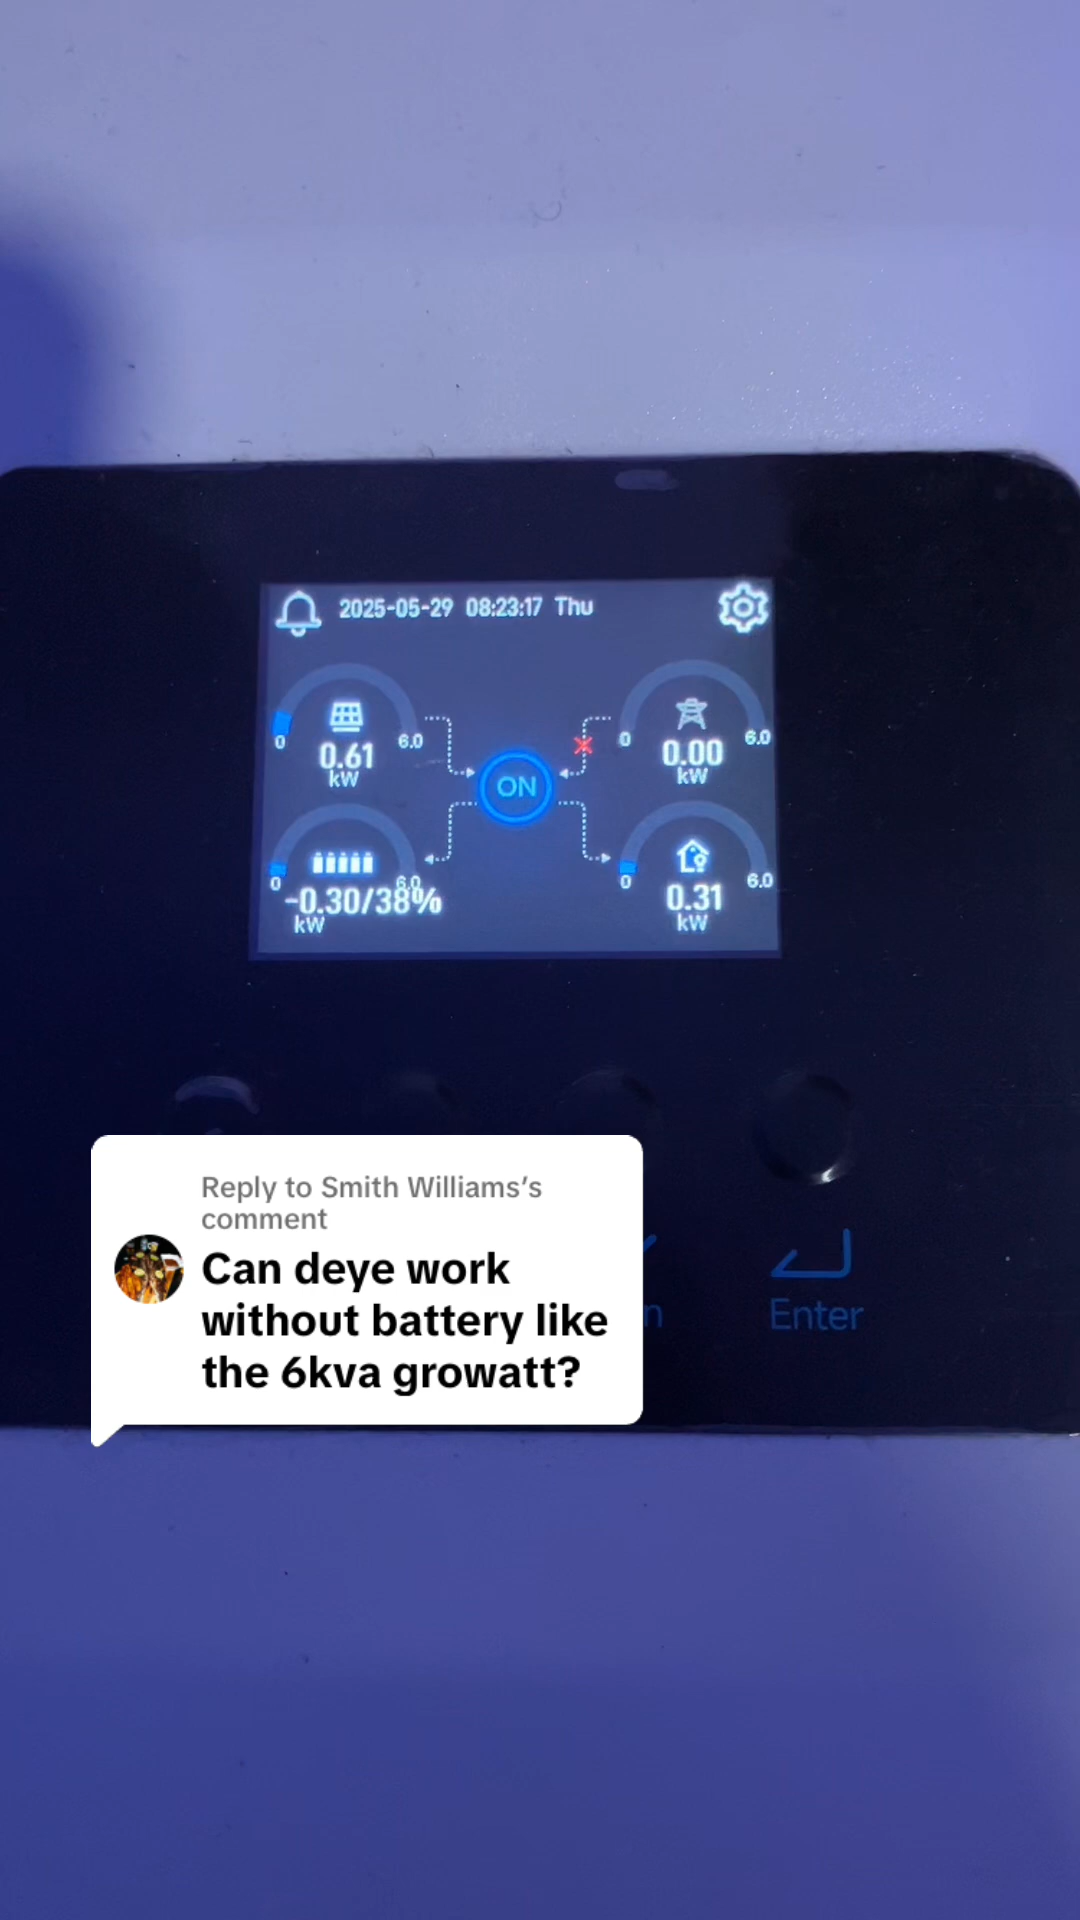 2025-05-29 08:23:17 Thu
0 6.0
0.61
kW
0 6.0
0.00
kW
ON
0 6.0
-0.30/38%
kW
0 6.0
0.31
kW
Reply to Smith Williams's
comment
Can deye work
without battery like
the 6kva growatt?
Enter